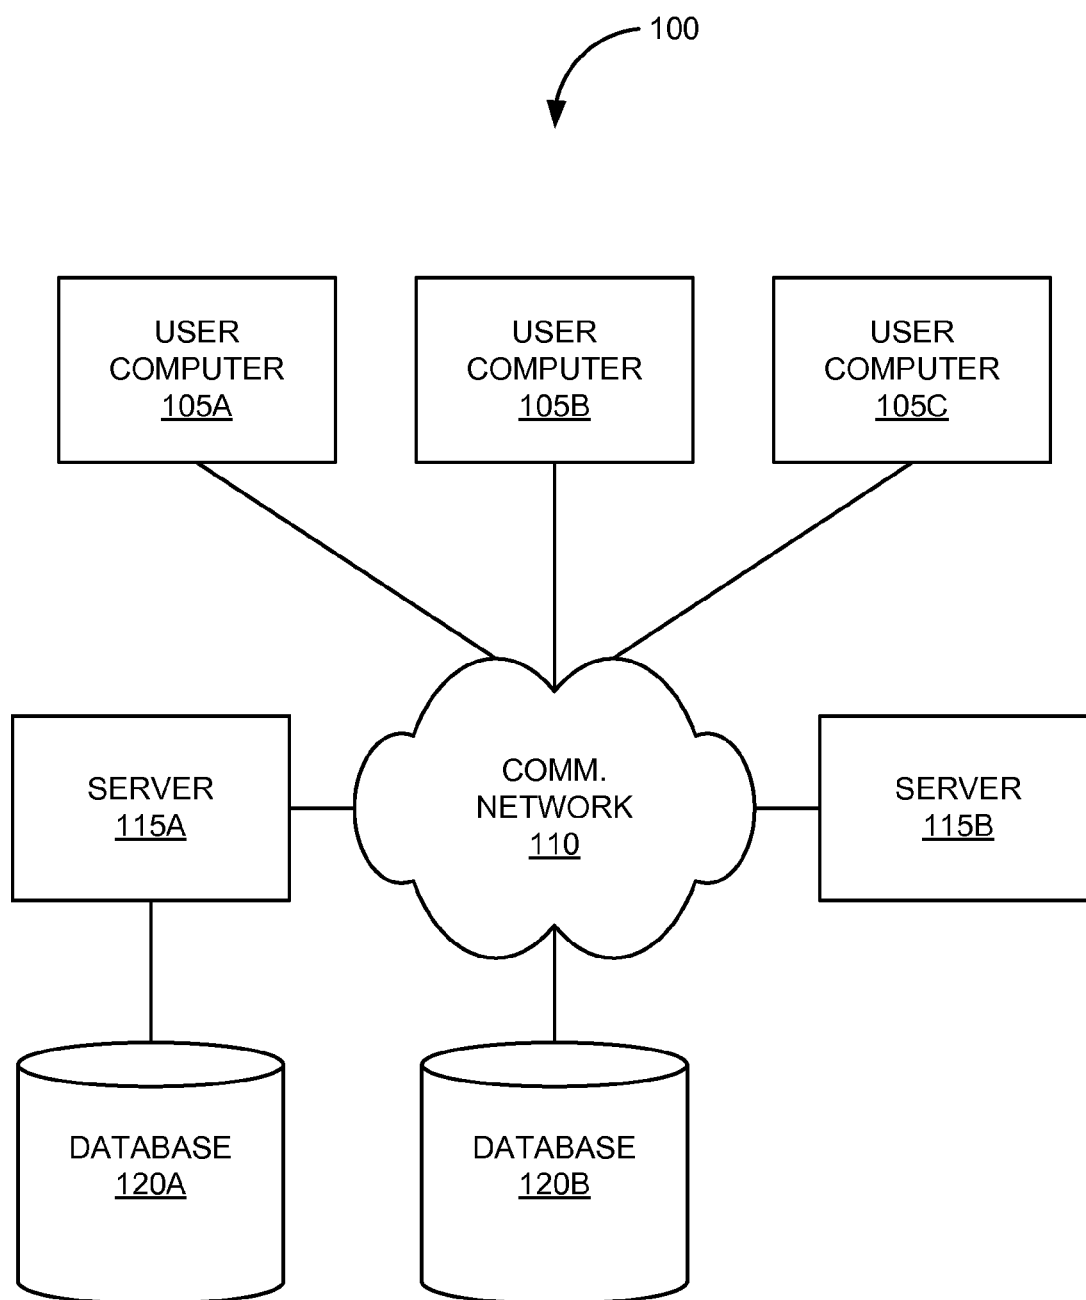 100
USER
COMPUTER
105A
USER
COMPUTER
105B
USER
COMPUTER
105C
SERVER
115A
COMM.
NETWORK
110
SERVER
115B
DATABASE
120A
DATABASE
120B